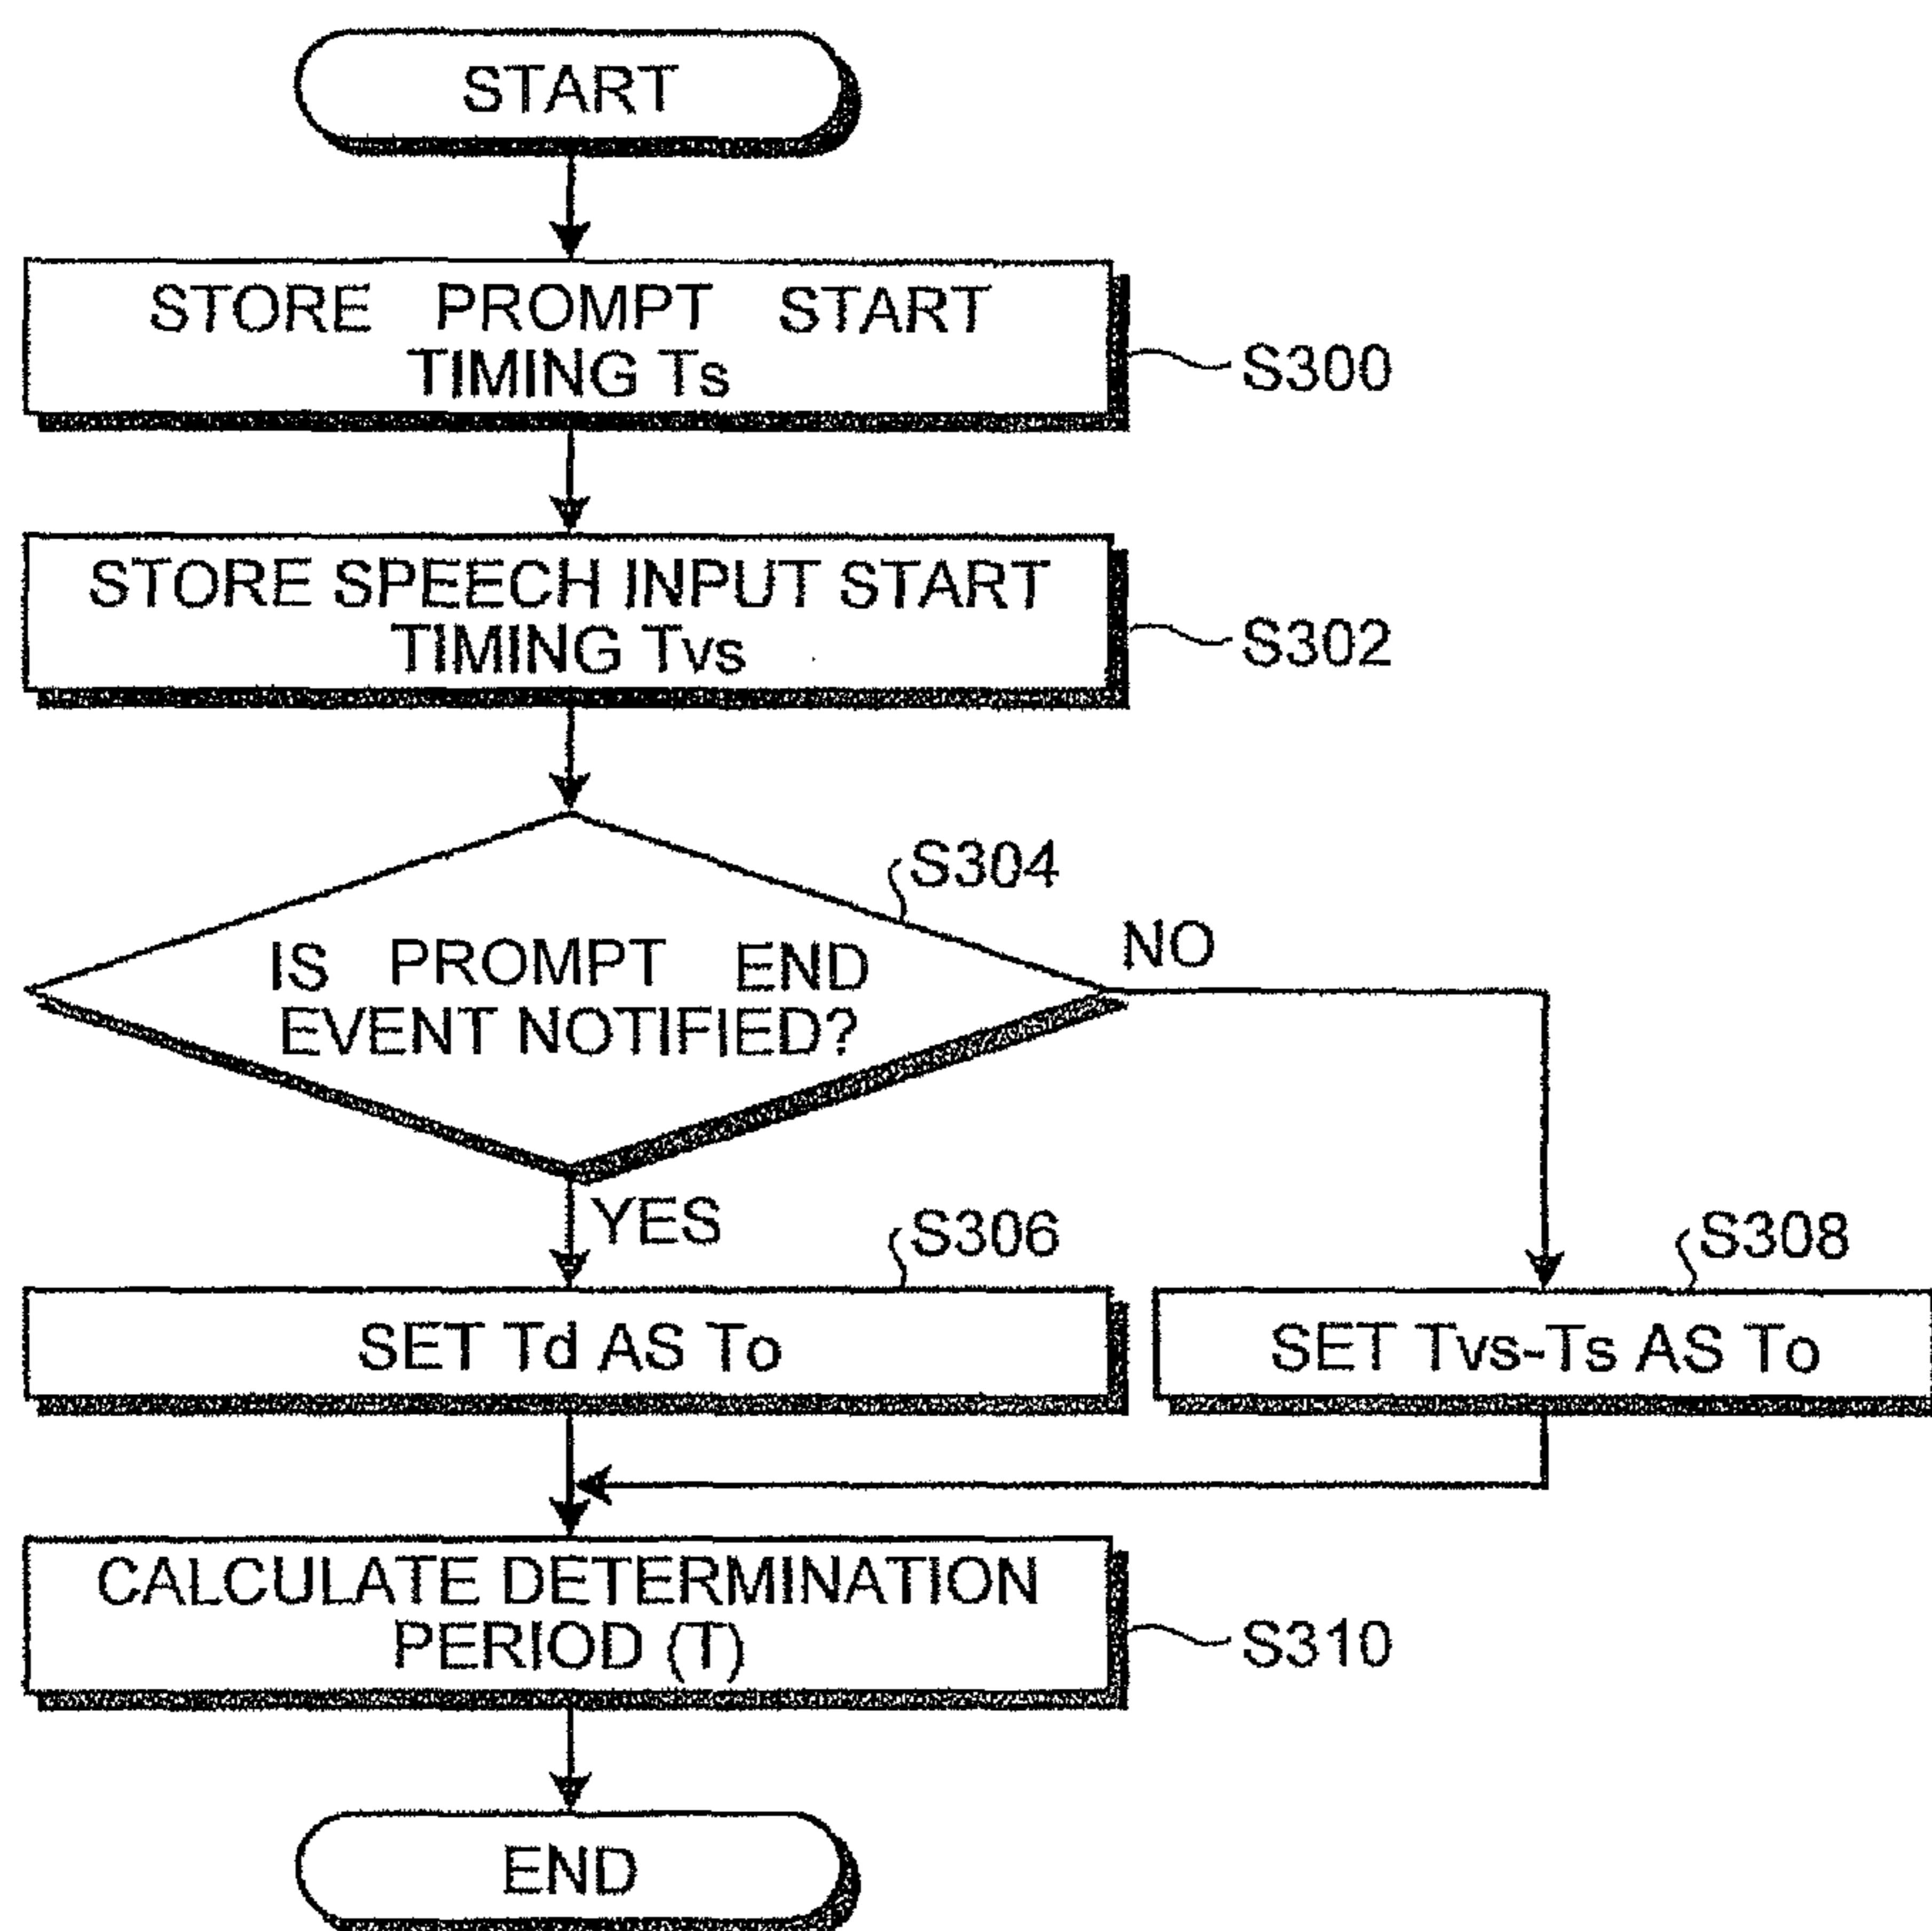 START
STORE PROMPT START
TIMING Ts
S300
STORE SPEECH INPUT START
TIMING Tvs
S302
S304
IS PROMPT END
EVENT NOTIFIED?
NO
YES
S306
SET Td AS To
S308
SET Tvs-Ts AS To
CALCULATE DETERMINATION
PERIOD (T)
S310
END